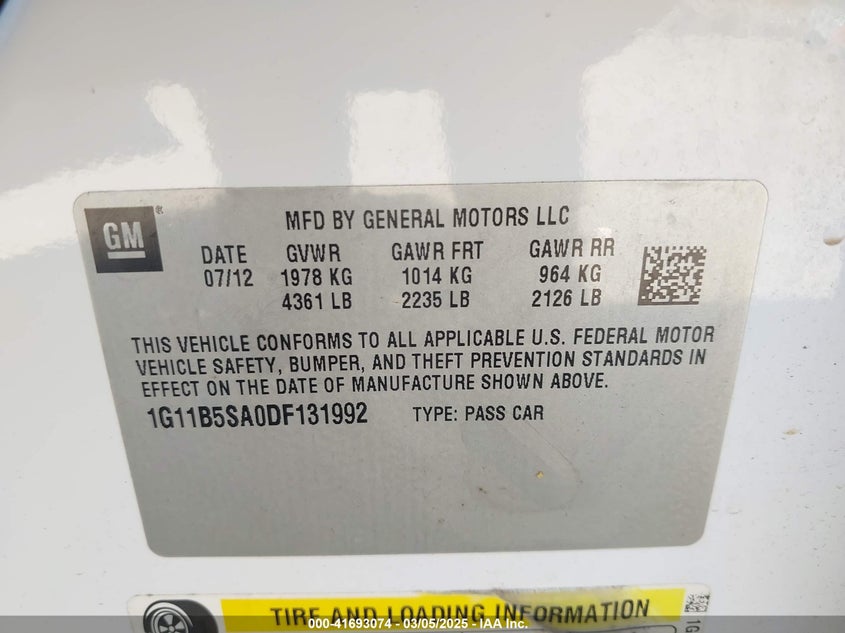 GM ®
MFD BY GENERAL MOTORS LLC
DATE GVWR GAWR FRT GAWR RR
07/12 1978 KG 1014 KG 964 KG
4361 LB 2235 LB 2126 LB
THIS VEHICLE CONFORMS TO ALL APPLICABLE U.S. FEDERAL MOTOR
VEHICLE SAFETY, BUMPER, AND THEFT PREVENTION STANDARDS IN
EFFECT ON THE DATE OF MANUFACTURE SHOWN ABOVE.
1G11B5SA0DF131992 TYPE: PASS CAR
TIRE AND LOADING INFORMATION
000-41693074 - 03/05/2025 - IAA Inc.